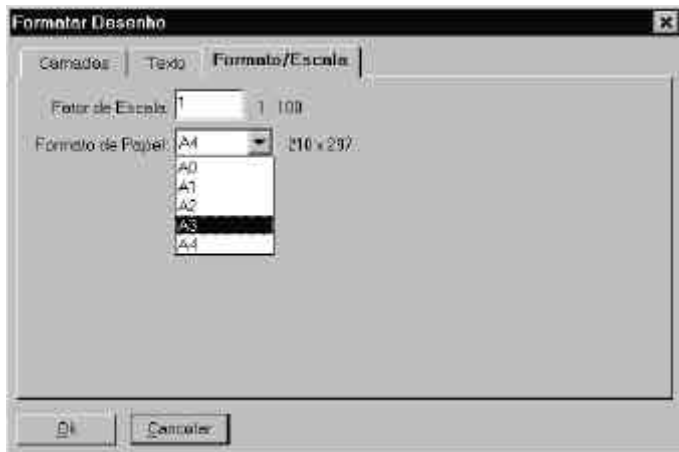 Formatar Desenho
Camadas Texto Formato/Escala
Fator de Escala: 1 1 100
Formato de Papel: A4 210 x 297
A0
A1
A2
A3
A4
Ok Cancelar